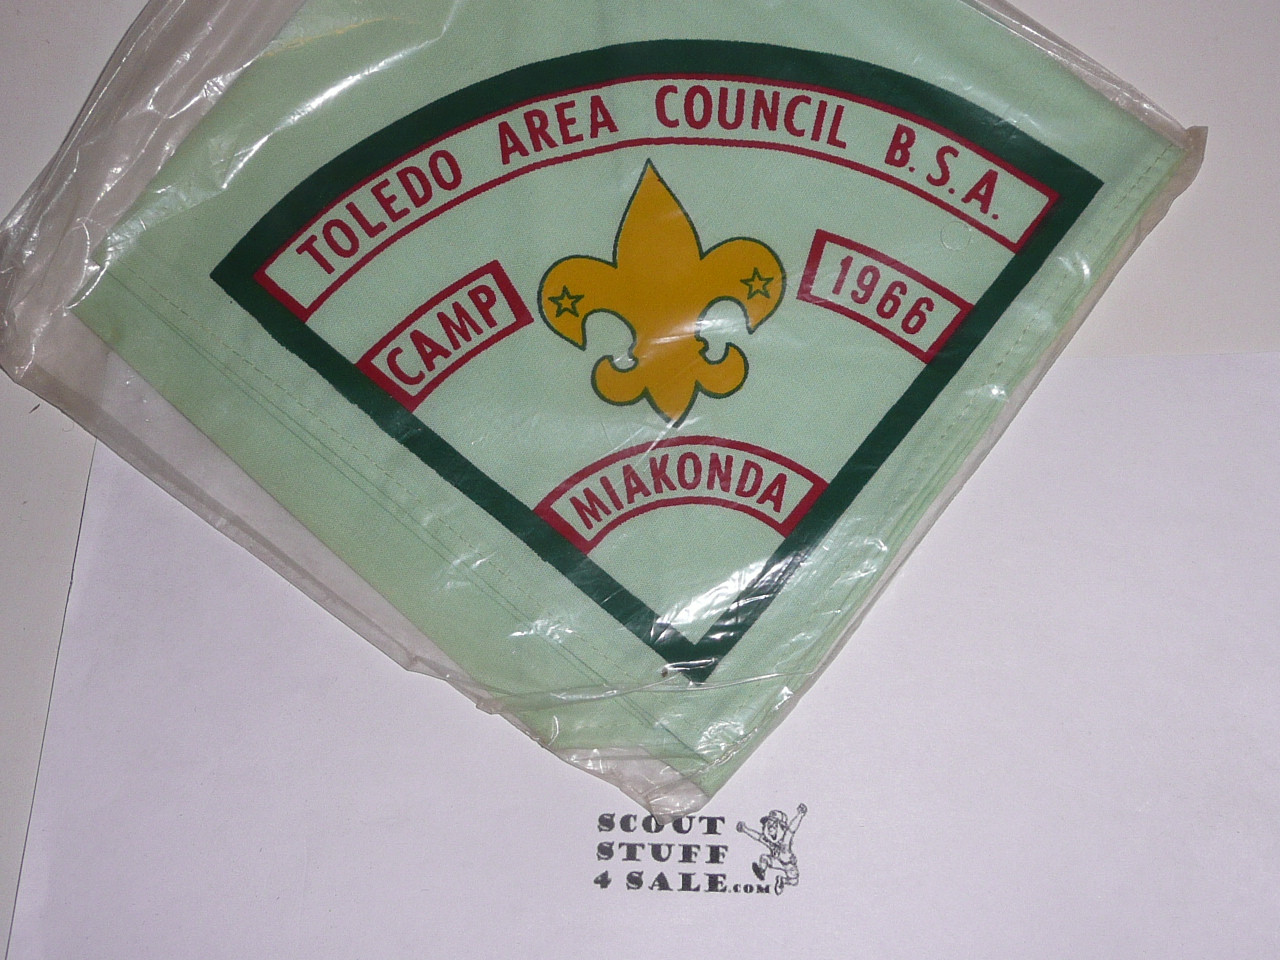 TOLEDO AREA COUNCIL B.S.A.
CAMP
1966
MIAKONDA
SCOUT
STUFF
4 SALE.COM